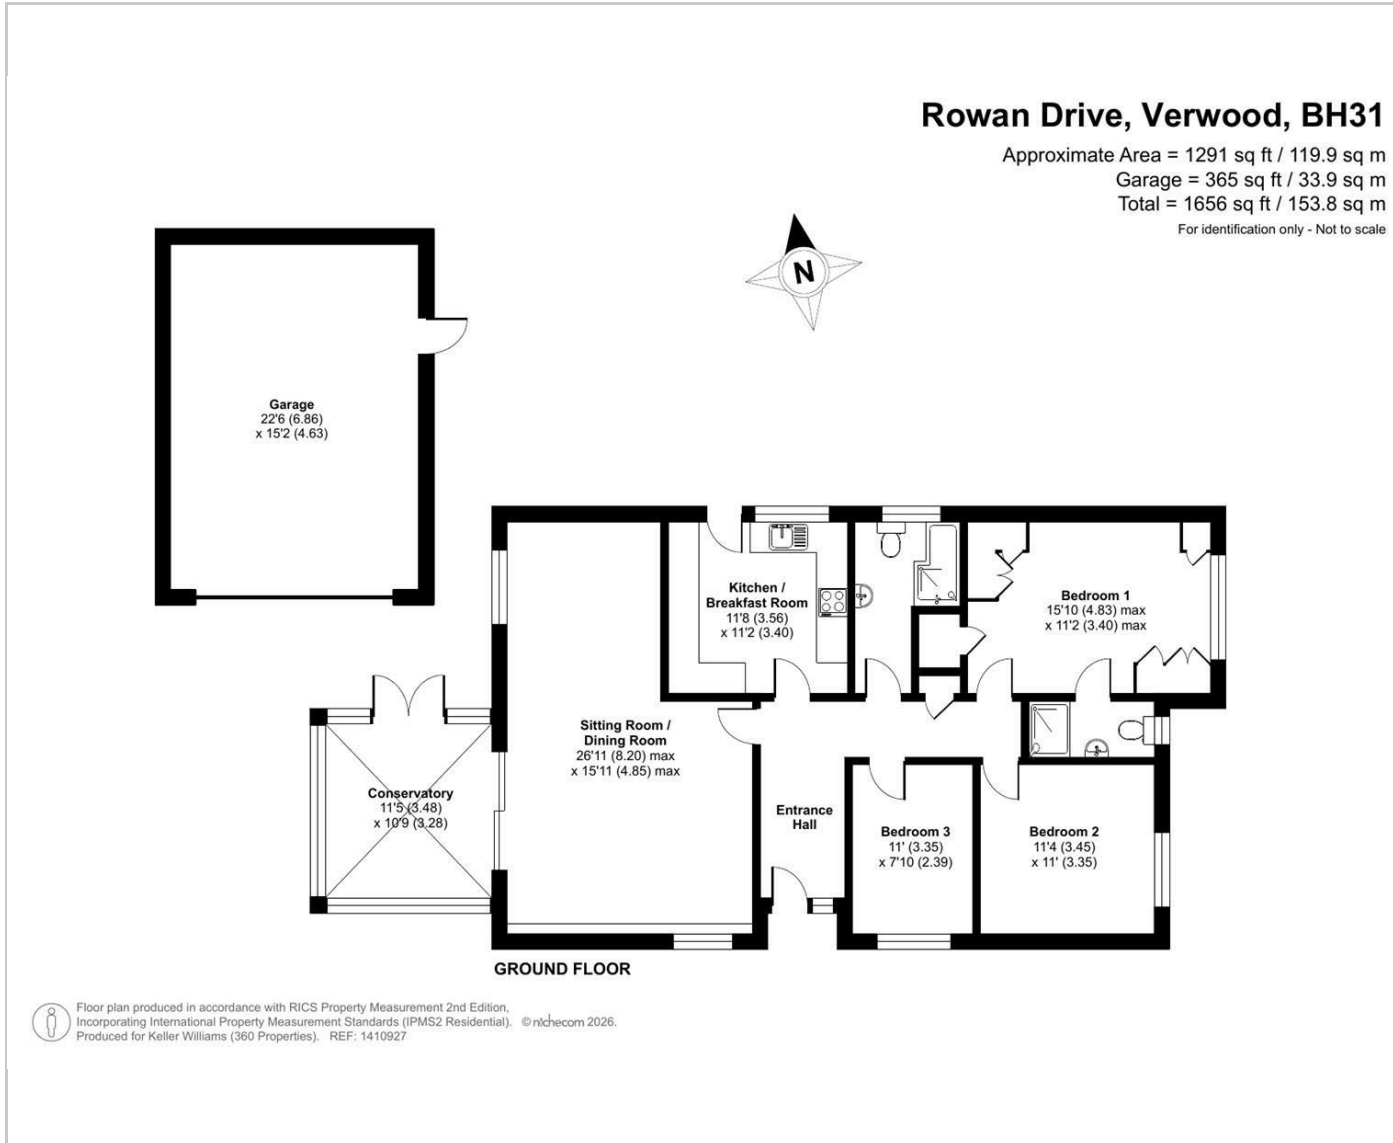 Rowan Drive, Verwood, BH31
Approximate Area = 1291 sq ft / 119.9 sq m
Garage = 365 sq ft / 33.9 sq m
Total = 1656 sq ft / 153.8 sq m
For identification only - Not to scale
N
Garage
22'6 (6.86)
x 15'2 (4.63)
Kitchen /
Breakfast Room
11'8 (3.56)
x 11'2 (3.40)
Bedroom 1
15'10 (4.83) max
x 11'2 (3.40) max
Sitting Room /
Dining Room
26'11 (8.20) max
x 15'11 (4.85) max
Conservatory
11'5 (3.48)
x 10'9 (3.28)
Entrance
Hall
Bedroom 3
11' (3.35)
x 7'10 (2.39)
Bedroom 2
11'4 (3.45)
x 11' (3.35)
GROUND FLOOR
Floor plan produced in accordance with RICS Property Measurement 2nd Edition,
Incorporating International Property Measurement Standards (IPMS2 Residential). © nichecom 2026.
Produced for Keller Williams (360 Properties). REF: 1410927